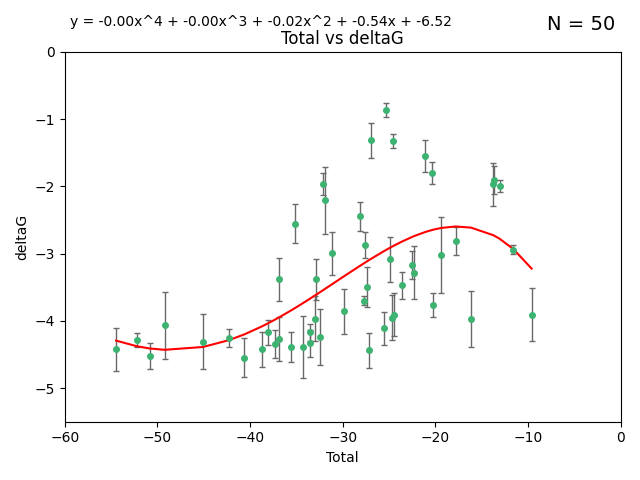 y = -0.00x^4 + -0.00x^3 + -0.02x^2 + -0.54x + -6.52
N = 50
Total vs deltaG
0
−1
−2
−3
−4
−5
deltaG
−60 −50 −40 −30 −20 −10 0
Total